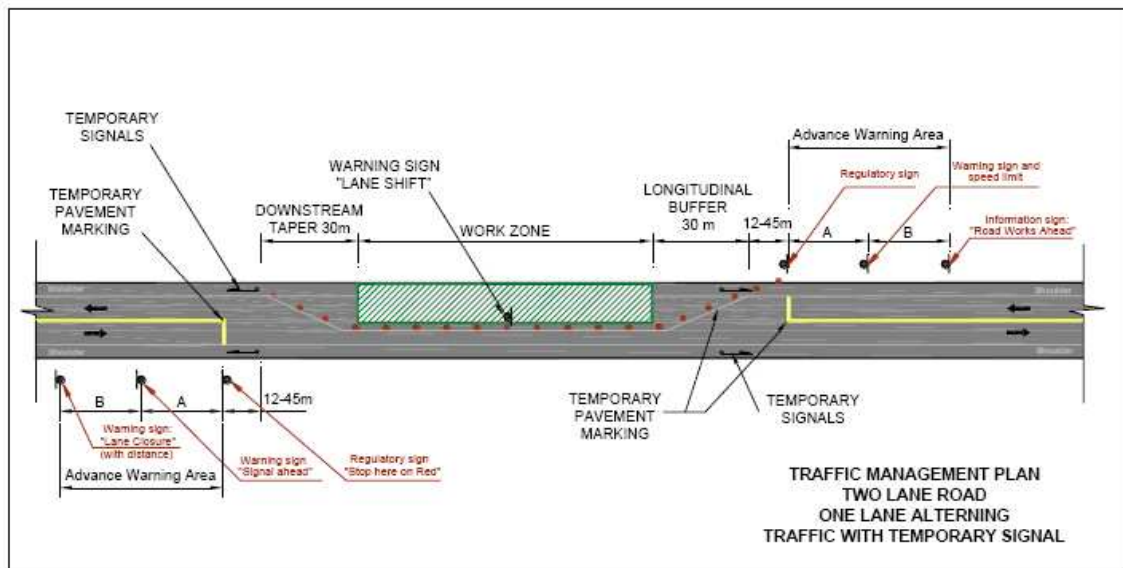 TEMPORARY
SIGNALS
TEMPORARY
PAVEMENT
MARKING
DOWNSTREAM
TAPER 30m
WARNING SIGN
"LANE SHIFT"
WORK ZONE
LONGITUDINAL
BUFFER
30 m
12-45m
Advance Warning Area
Regulatory sign
Warning sign and
speed limit
Information sign:
"Road Works Ahead"
A
B
Shoulder
Shoulder
Shoulder
Shoulder
B
A
12-45m
Warning sign:
"Lane Closure"
(with distance)
Warning sign
"Signal ahead"
Regulatory sign
"Stop here on Red"
Advance Warning Area
TEMPORARY
PAVEMENT
MARKING
TEMPORARY
SIGNALS
TRAFFIC MANAGEMENT PLAN
TWO LANE ROAD
ONE LANE ALTERNING
TRAFFIC WITH TEMPORARY SIGNAL